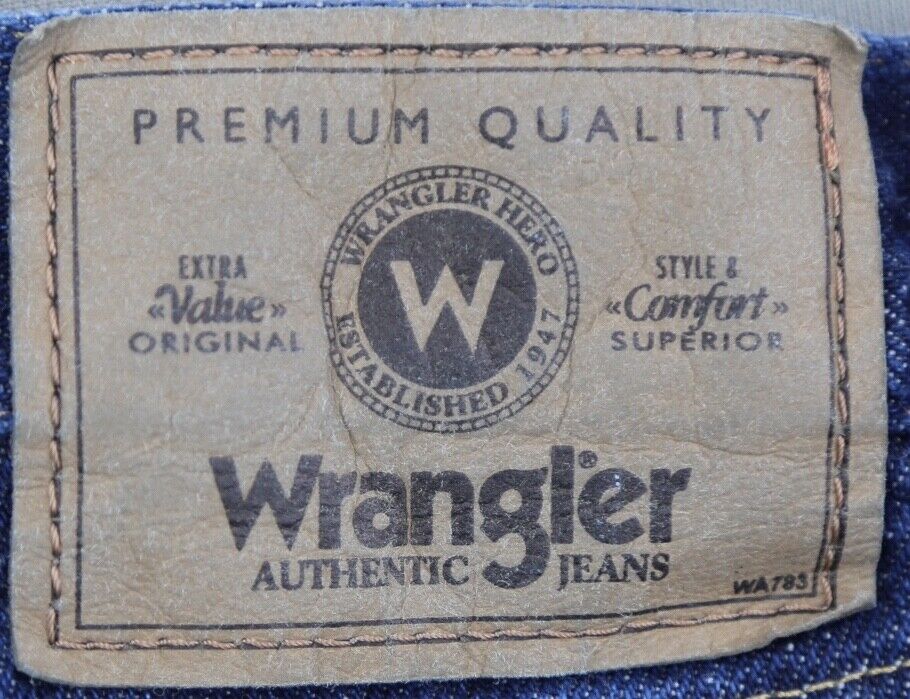 PREMIUM QUALITY
WRANGLER HERO
ESTABLISHED 1947
W
EXTRA
«Value»
ORIGINAL
STYLE &
«Comfort»
SUPERIOR
Wrangler®
AUTHENTIC JEANS
WA783